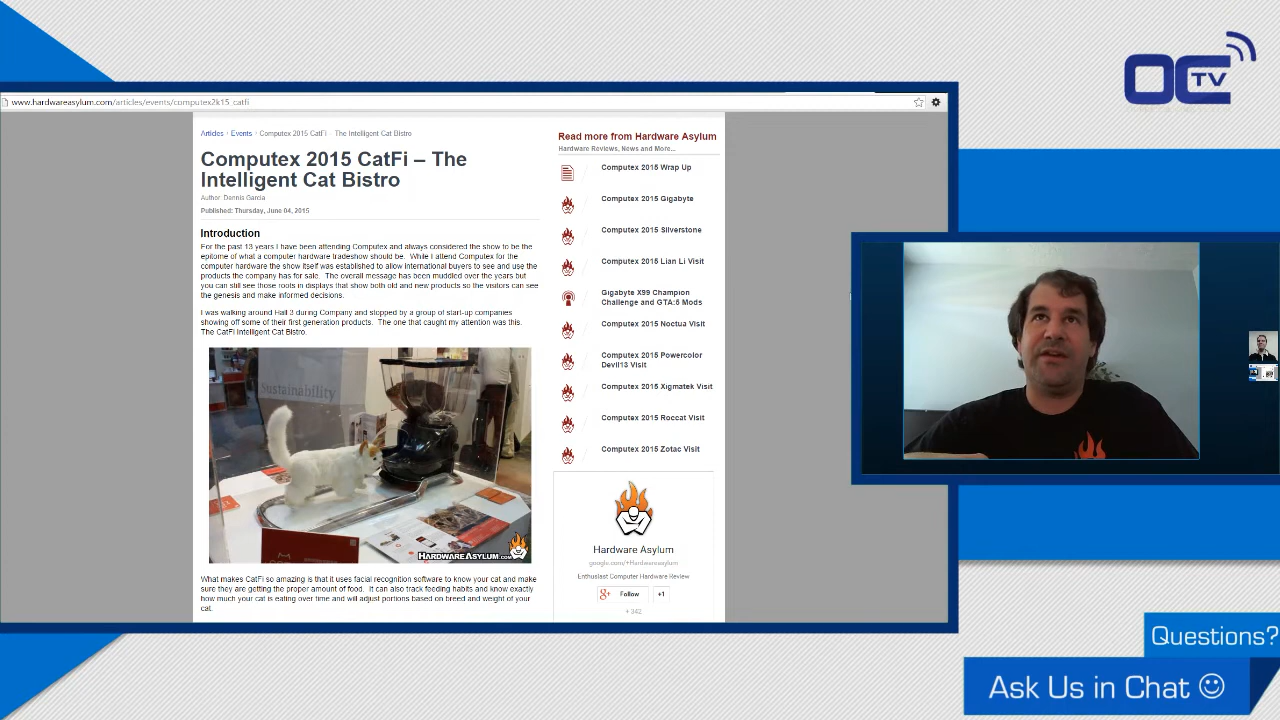 OC
TV
www.hardwareasylum.com/articles/events/computex2k15_catfi
Articles › Events › Computex 2015 CatFi – The Intelligent Cat Bistro
Computex 2015 CatFi – The
Intelligent Cat Bistro
Author: Dennis Garcia
Published: Thursday, June 04, 2015
Introduction
For the past 13 years I have been attending Computex and always considered the show to be the
epitome of what a computer hardware tradeshow should be. While I attend Computex for the
computer hardware the show itself was established to allow international buyers to see and use the
products the company has for sale. The overall message has been muddled over the years but
you can still see those roots in displays that show both old and new products so the visitors can see
the genesis and make informed decisions.
I was walking around Hall 3 during Company and stopped by a group of start-up companies
showing off some of their first generation products. The one that caught my attention was this.
The CatFi Intelligent Cat Bistro.
Sustainability
HARDWAREASYLUM.COM
What makes CatFi so amazing is that it uses facial recognition software to know your cat and make
sure they are getting the proper amount of food. It can also track feeding habits and know exactly
how much your cat is eating over time and will adjust portions based on breed and weight of your
cat.
Read more from Hardware Asylum
Hardware Reviews, News and More...
Computex 2015 Wrap Up
Computex 2015 Gigabyte
Computex 2015 Silverstone
Computex 2015 Lian Li Visit
Gigabyte X99 Champion
Challenge and GTA:5 Mods
Computex 2015 Noctua Visit
Computex 2015 Powercolor
Devil13 Visit
Computex 2015 Xigmatek Visit
Computex 2015 Roccat Visit
Computex 2015 Zotac Visit
Hardware Asylum
google.com/+Hardwareasylum
Enthusiast Computer Hardware Review
g+ Follow +1
+ 342
Questions?
Ask Us in Chat ☺